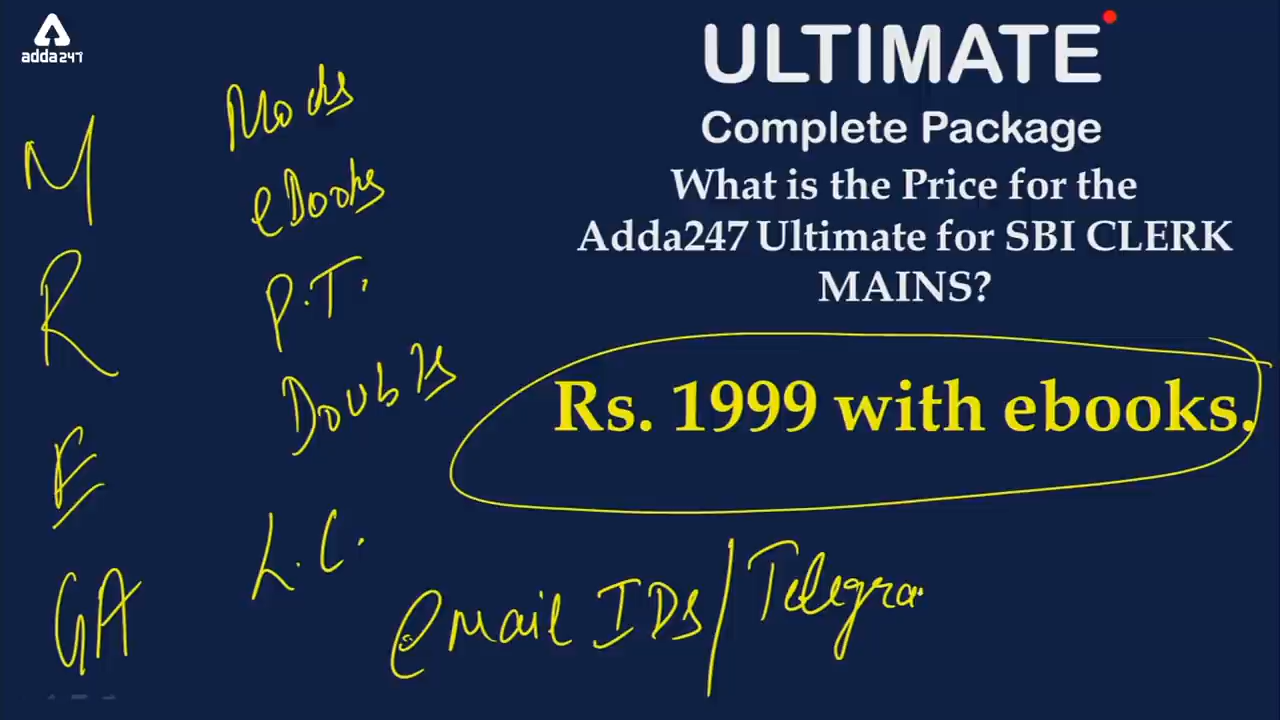 adda247
ULTIMATE
Complete Package
What is the Price for the
Adda247 Ultimate for SBI CLERK
MAINS?
Rs. 1999 with ebooks.
M
R
E
GA
Mocks
eBooks
P.T.
Doubts
L.C.
email IDs/Telegra